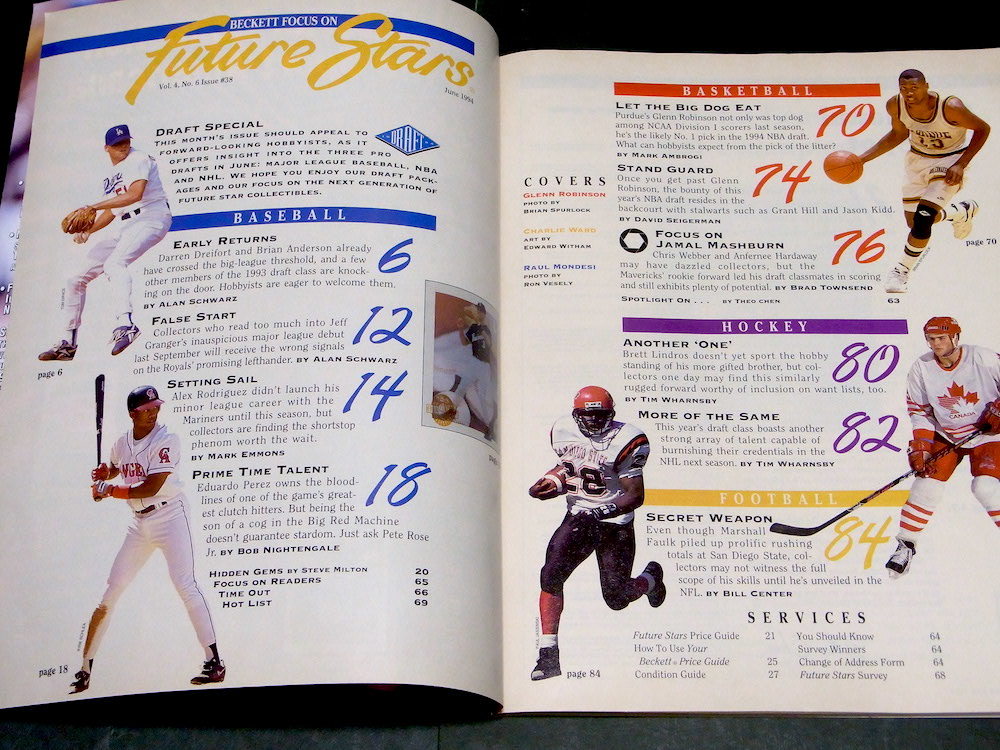 BECKETT FOCUS ON
Future Stars
Vol. 4, No. 6 Issue #38
June 1994
DRAFT SPECIAL
THIS MONTH'S ISSUE SHOULD APPEAL TO
FORWARD-LOOKING HOBBYISTS, AS IT
OFFERS INSIGHT INTO THE THREE PRO
DRAFTS IN JUNE: MAJOR LEAGUE BASEBALL, NBA
AND NHL. WE HOPE YOU ENJOY OUR DRAFT PACK-
AGES AND OUR FOCUS ON THE NEXT GENERATION OF
FUTURE STAR COLLECTIBLES.
DRAFT
BASEBALL
EARLY RETURNS
Darren Dreifort and Brian Anderson already
have crossed the big-league threshold, and a few
other members of the 1993 draft class are knock-
ing on the door. Hobbyists are eager to welcome them.
BY ALAN SCHWARZ
6
FALSE START
Collectors who read too much into Jeff
Granger's inauspicious major league debut
last September will receive the wrong signals
on the Royals' promising lefthander. BY ALAN SCHWARZ
12
page 6
SETTING SAIL
Alex Rodriguez didn't launch his
minor league career with the
Mariners until this season, but
collectors are finding the shortstop
phenom worth the wait.
BY MARK EMMONS
14
PRIME TIME TALENT
Eduardo Perez owns the blood-
lines of one of the game's great-
est clutch hitters. But being the
son of a cog in the Big Red Machine
doesn't guarantee stardom. Just ask Pete Rose
Jr. BY BOB NIGHTENGALE
18
HIDDEN GEMS BY STEVE MILTON 20
FOCUS ON READERS 65
TIME OUT 66
HOT LIST 69
page 18
COVERS
GLENN ROBINSON
PHOTO BY
BRIAN SPURLOCK
CHARLIE WARD
ART BY
EDWARD WITHAM
RAUL MONDESI
PHOTO BY
RON VESELY
BASKETBALL
LET THE BIG DOG EAT
Purdue's Glenn Robinson not only was top dog
among NCAA Division 1 scorers last season,
he's the likely No. 1 pick in the 1994 NBA draft.
What can hobbyists expect from the pick of the litter?
BY MARK AMBROGI
70
STAND GUARD
Once you get past Glenn
Robinson, the bounty of this
year's NBA draft resides in the
backcourt with stalwarts such as Grant Hill and Jason Kidd.
BY DAVID SEIGERMAN
74
FOCUS ON
JAMAL MASHBURN
Chris Webber and Anfernee Hardaway
may have dazzled collectors, but the
Mavericks' rookie forward led his draft classmates in scoring
and still exhibits plenty of potential. BY BRAD TOWNSEND
76
SPOTLIGHT ON . . . BY THEO CHEN 63
page 70
HOCKEY
ANOTHER 'ONE'
Brett Lindros doesn't yet sport the hobby
standing of his more gifted brother, but col-
lectors one day may find this similarly
rugged forward worthy of inclusion on want lists, too.
BY TIM WHARNSBY
80
MORE OF THE SAME
This year's draft class boasts another
strong array of talent capable of
burnishing their credentials in the
NHL next season. BY TIM WHARNSBY
82
CANADA
FOOTBALL
SECRET WEAPON
Even though Marshall
Faulk piled up prolific rushing
totals at San Diego State, col-
lectors may not witness the full
scope of his skills until he's unveiled in the
NFL. BY BILL CENTER
84
28
page 84
SERVICES
Future Stars Price Guide 21
How To Use Your
Beckett® Price Guide 25
Condition Guide 27
You Should Know 64
Survey Winners 64
Change of Address Form 64
Future Stars Survey 68